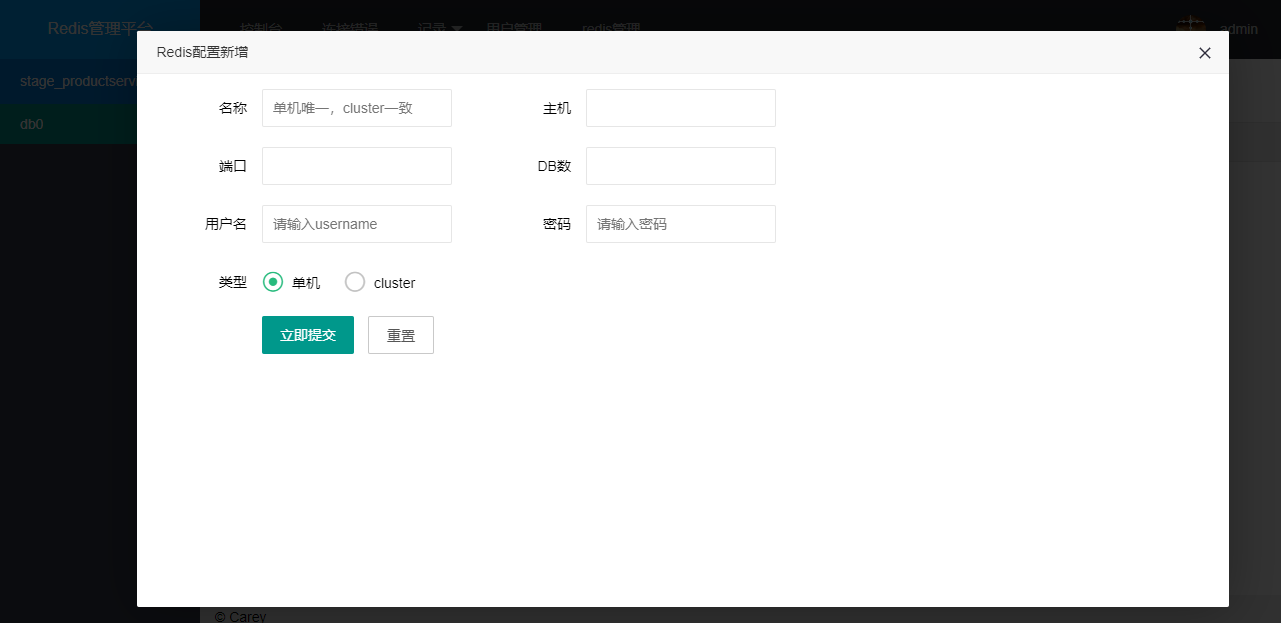 Redis管理平台 控制台 连接错误 记录 用户管理 redis管理 admin
Redis配置新增
stage_productserv
db0
名称 单机唯一，cluster一致 主机
端口 DB数
用户名 请输入username 密码 请输入密码
类型 单机 cluster
立即提交 重置
© Carey